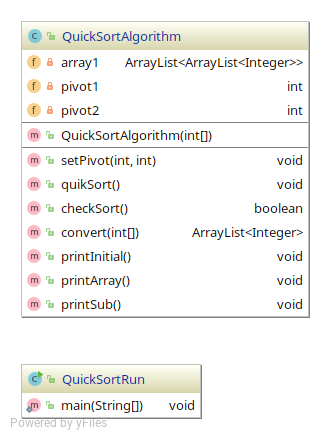 QuickSortAlgorithm
array1 ArrayList<ArrayList<Integer>>
pivot1 int
pivot2 int
QuickSortAlgorithm(int[])
setPivot(int, int) void
quikSort() void
checkSort() boolean
convert(int[]) ArrayList<Integer>
printInitial() void
printArray() void
printSub() void
QuickSortRun
main(String[]) void
Powered by yFiles